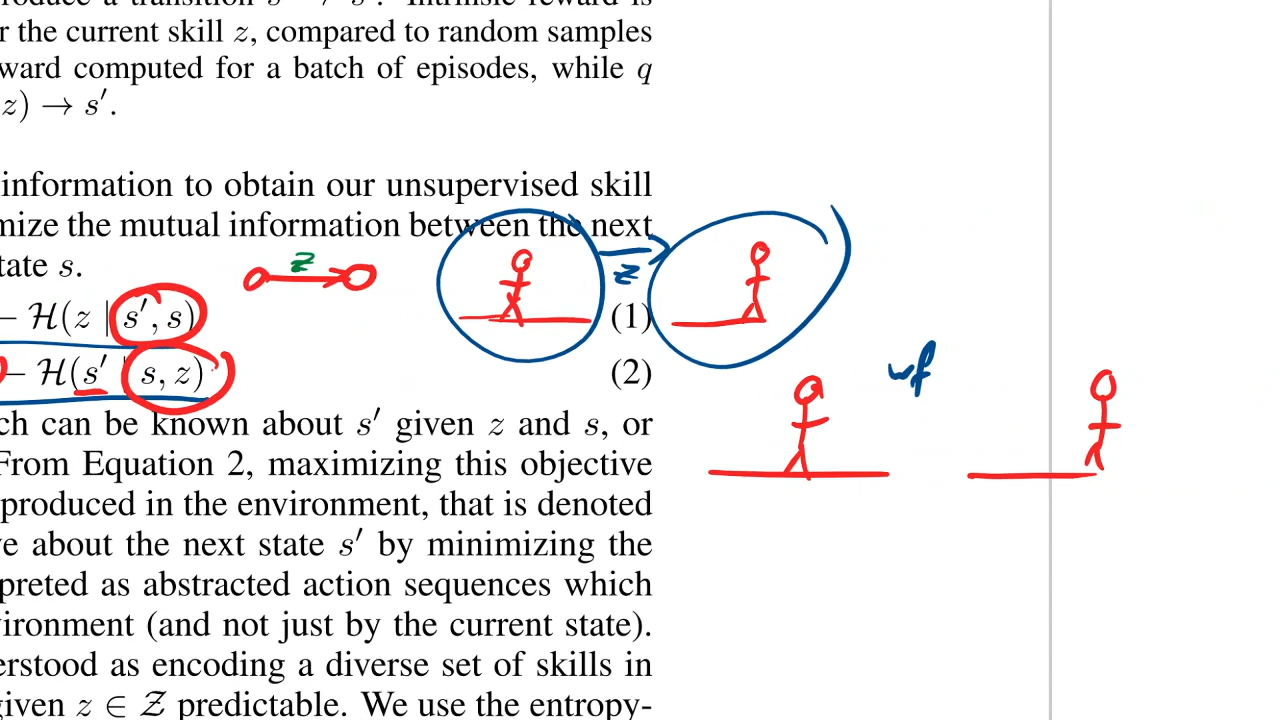 r the current skill z, compared to random samples
ward computed for a batch of episodes, while q
z) → s′.
information to obtain our unsupervised skill
mize the mutual information between the next
tate s.
z
z
− H(z | s′, s) (1)
− H(s′ | s, z) (2)
wf
ch can be known about s′ given z and s, or
From Equation 2, maximizing this objective
produced in the environment, that is denoted
e about the next state s′ by minimizing the
preted as abstracted action sequences which
vironment (and not just by the current state).
erstood as encoding a diverse set of skills in
given z ∈ Z predictable. We use the entropy-